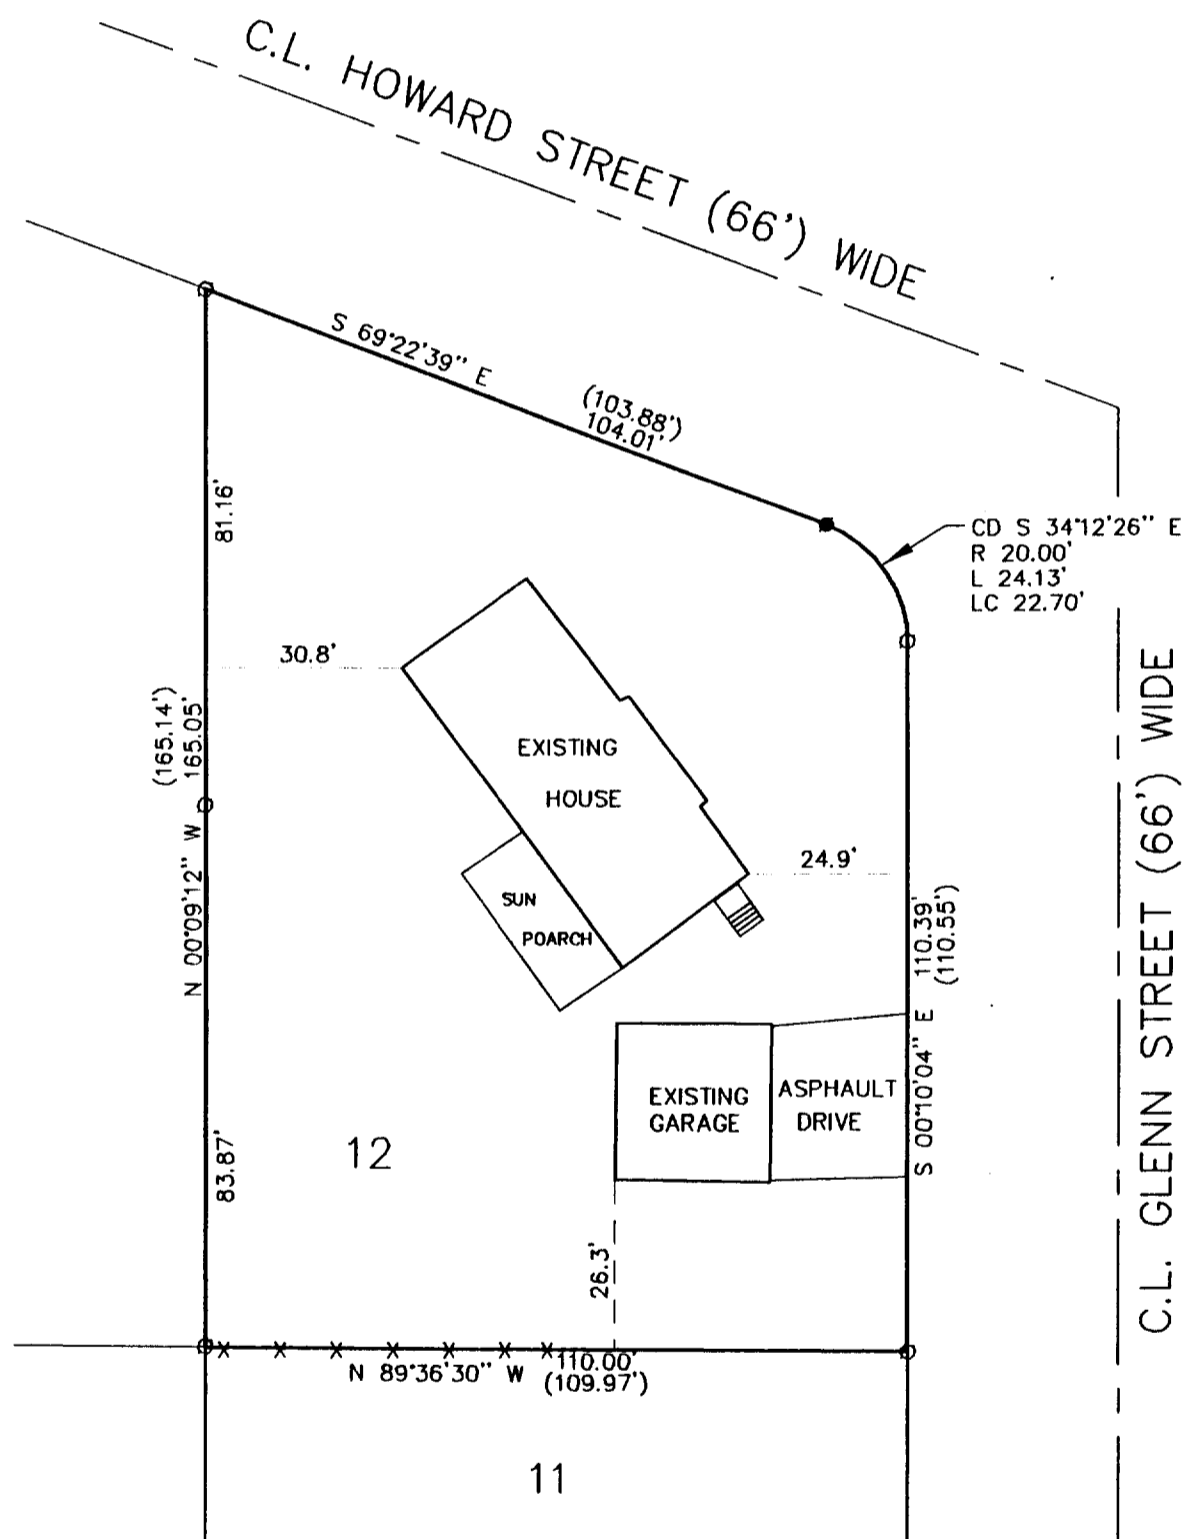 C.L. HOWARD STREET (66') WIDE
S 69°22'39" E
(103.88')
104.01'
81.16'
CD S 34°12'26" E
R 20.00'
L 24.13'
LC 22.70'
30.8'
(165.14')
165.05'
N 00°09'12" W
EXISTING
HOUSE
24.9'
SUN
POARCH
110.39'
(110.55')
S 00°10'04" E
C.L. GLENN STREET (66') WIDE
EXISTING
GARAGE
ASPHAULT
DRIVE
12
83.87'
26.3'
N 89°36'30" W
110.00'
(109.97')
11